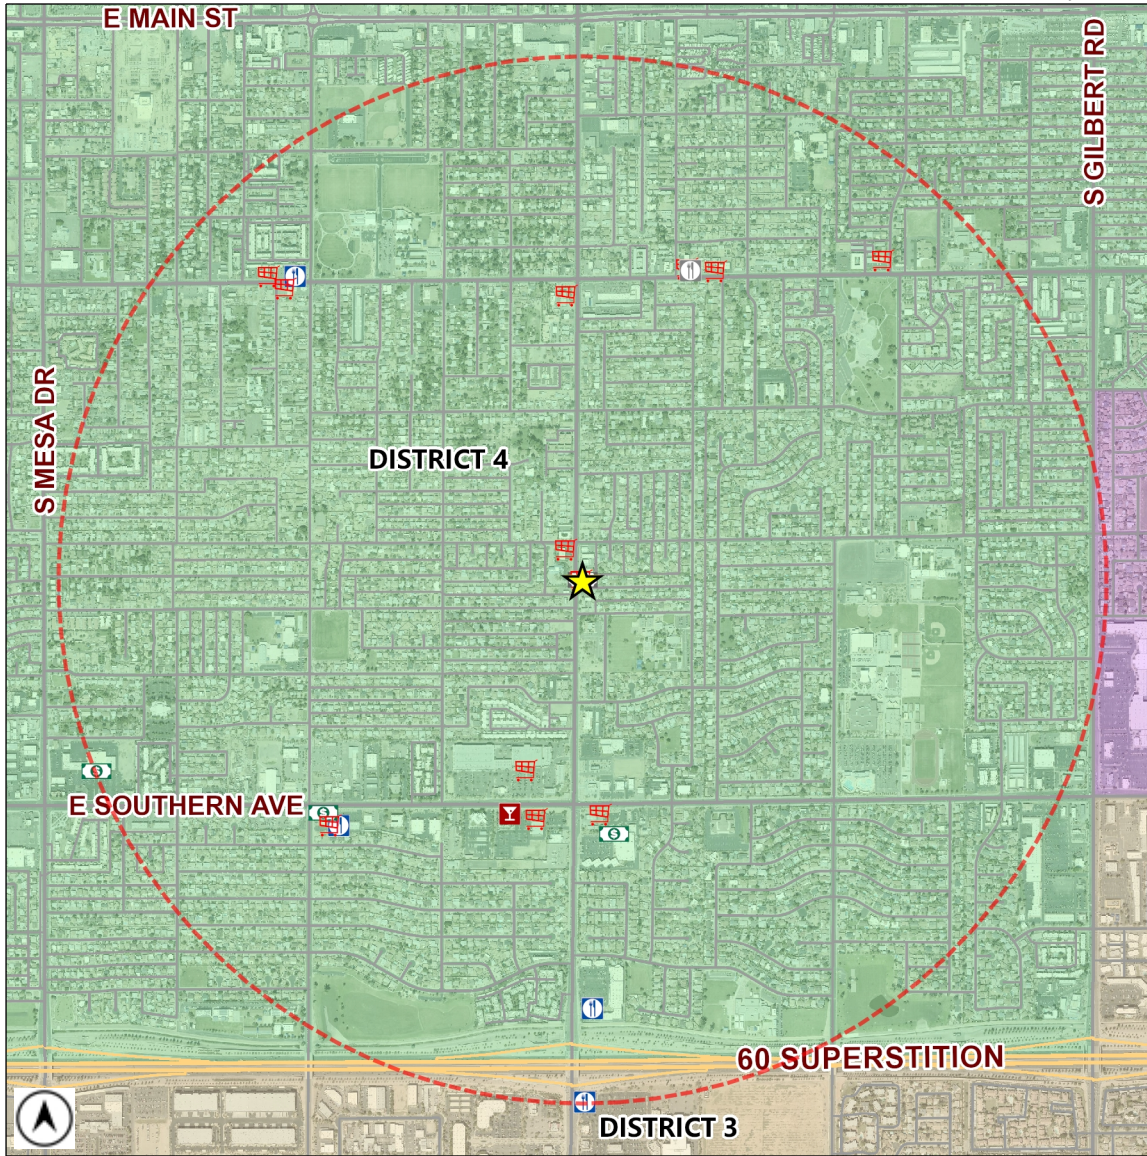 E MAIN ST
S GILBERT RD
S MESA DR
DISTRICT 4
$
E SOUTHERN AVE
$
$
60 SUPERSTITION
DISTRICT 3